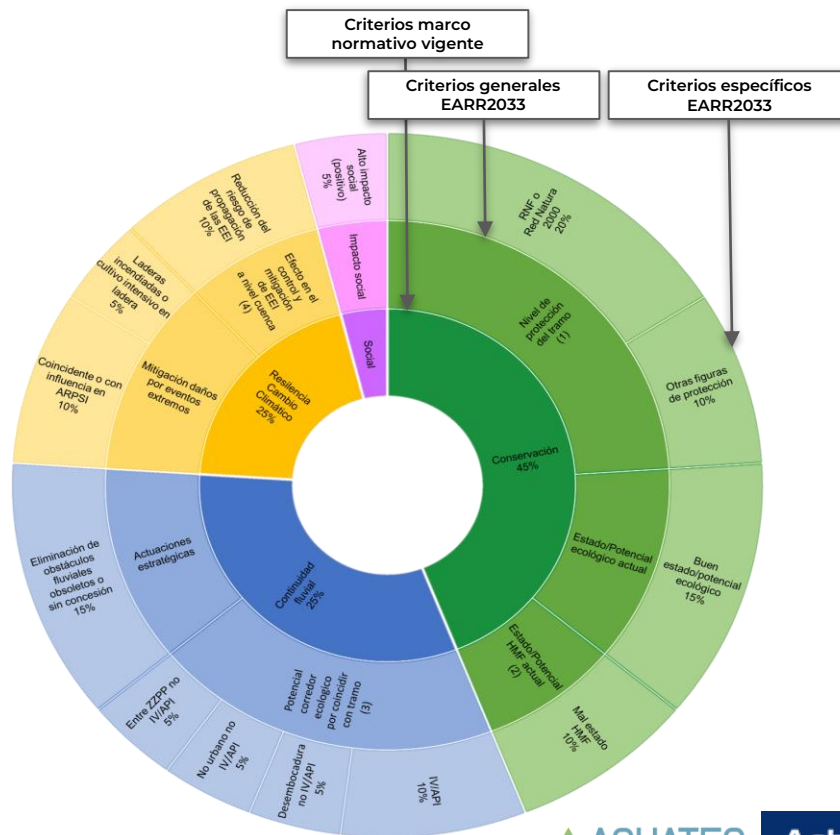 Criterios marco
normativo vigente
Criterios generales
EARR2033
Criterios específicos
EARR2033
Alto impacto
social
(positivo)
5%
Impacto social
Social
RNF o
Red Natura
2000
20%
Nivel de
protección
del tramo
(1)
Otras figuras
de protección
10%
Conservación
45%
Estado/Potencial
ecológico actual
Buen
estado/potencial
ecológico
15%
Estado/Potencial
HMF actual
(2)
Mal estado
HMF
10%
Reducción del
riesgo de
propagación
de las EEI
10%
Efecto en el
control y
mitigación
de EEI
a nivel cuenca
(4)
Laderas
incendiadas o
cultivo intensivo en
ladera
5%
Coincidente o con
influencia en
ARPSI
10%
Mitigación daños
por eventos
extremos
Resilencia
Cambio
Climático
25%
Continuidad
fluvial
25%
Actuaciones
estratégicas
Eliminación de
obstáculos
fluviales
obsoletos o
sin concesión
15%
Potencial
corredor
ecologico
por coincidir
con tramo
(3)
Entre ZZPP no
IV/API
5%
No urbano no
IV/API
5%
Desembocadura
no IV/API
5%
IV/API
10%